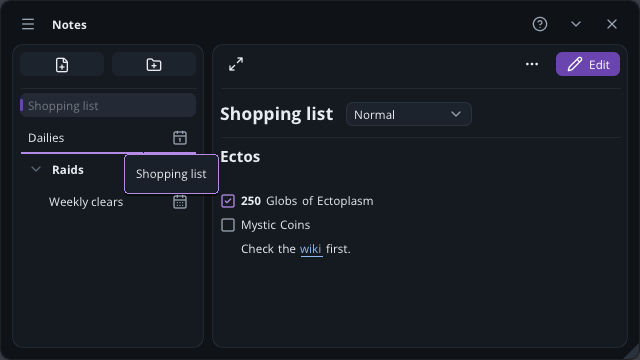 Notes
Edit
Shopping list
Dailies
Raids
Shopping list
Weekly clears
Shopping list
Normal
Ectos
250 Globs of Ectoplasm
Mystic Coins
Check the wiki first.